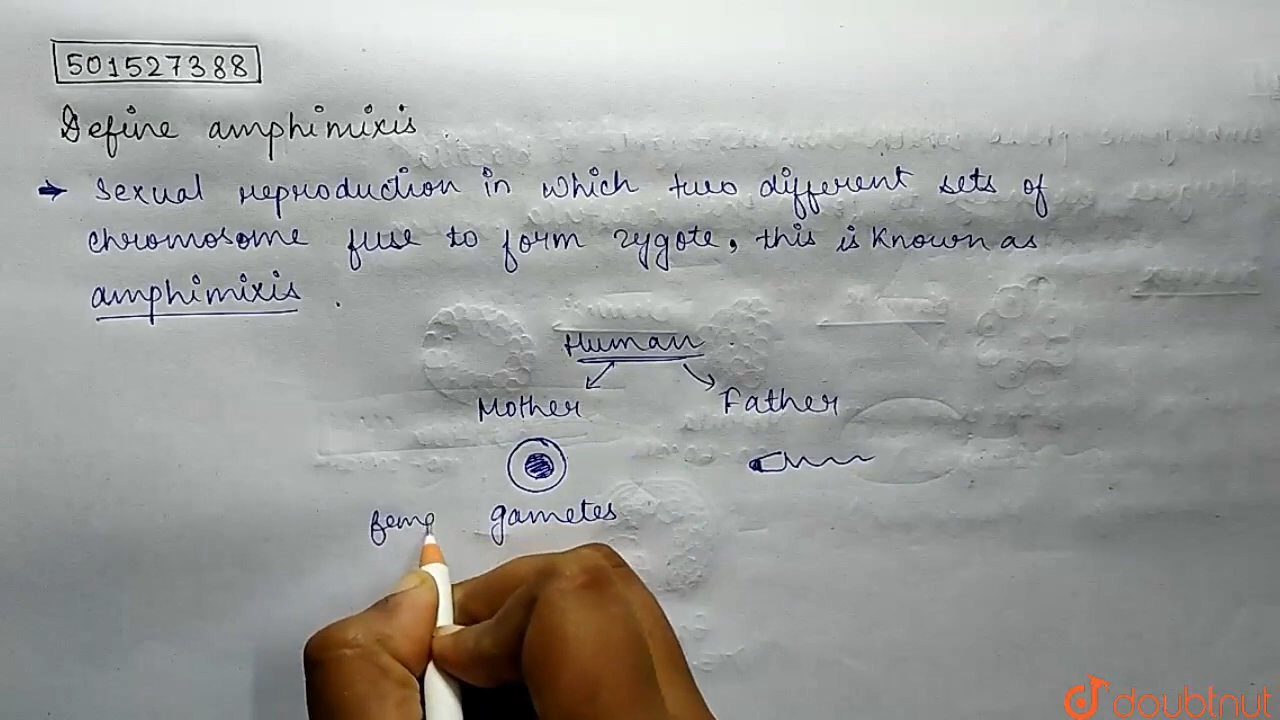 501527388
Define amphimixis
→ Sexual reproduction in which two different sets of
chromosome fuse to form zygote, this is known as
amphimixis.
Human
Mother Father
feme gametes
doubtnut